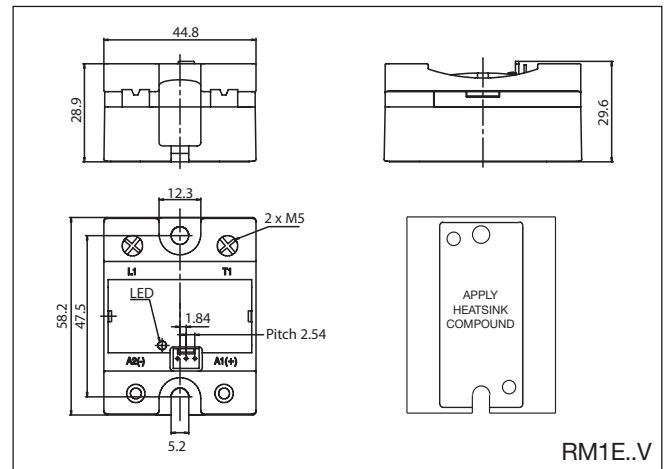 44.8
28.9
29.6
12.3
2 x M5
L1
T1
58.2
47.5
LED
1.84
Pitch 2.54
A2(-)
A1(+)
5.2
APPLY
HEATSINK
COMPOUND
RM1E..V